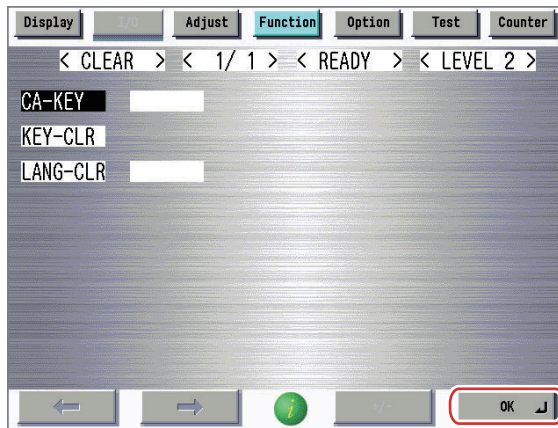 Display I/O Adjust Function Option Test Counter
< CLEAR > < 1/ 1 > < READY > < LEVEL 2 >
CA-KEY
KEY-CLR
LANG-CLR
+/- OK